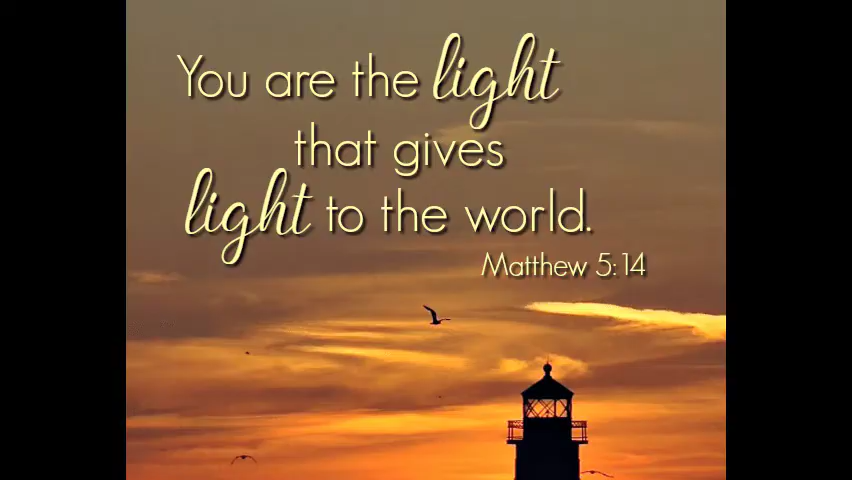 You are the light
that gives
light to the world.
Matthew 5:14